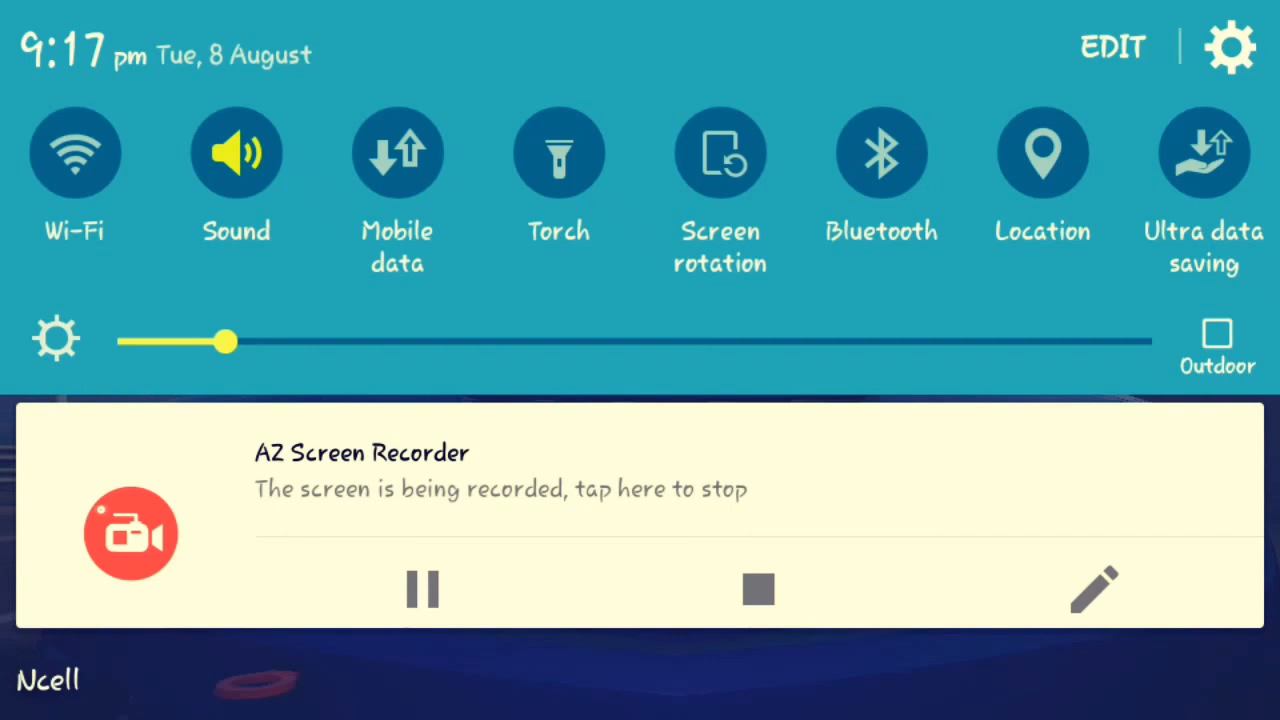 9:17 pm Tue, 8 August
EDIT
Wi-Fi
Sound
Mobile
data
Torch
Screen
rotation
Bluetooth
Location
Ultra data
saving
Outdoor
AZ Screen Recorder
The screen is being recorded, tap here to stop
Ncell